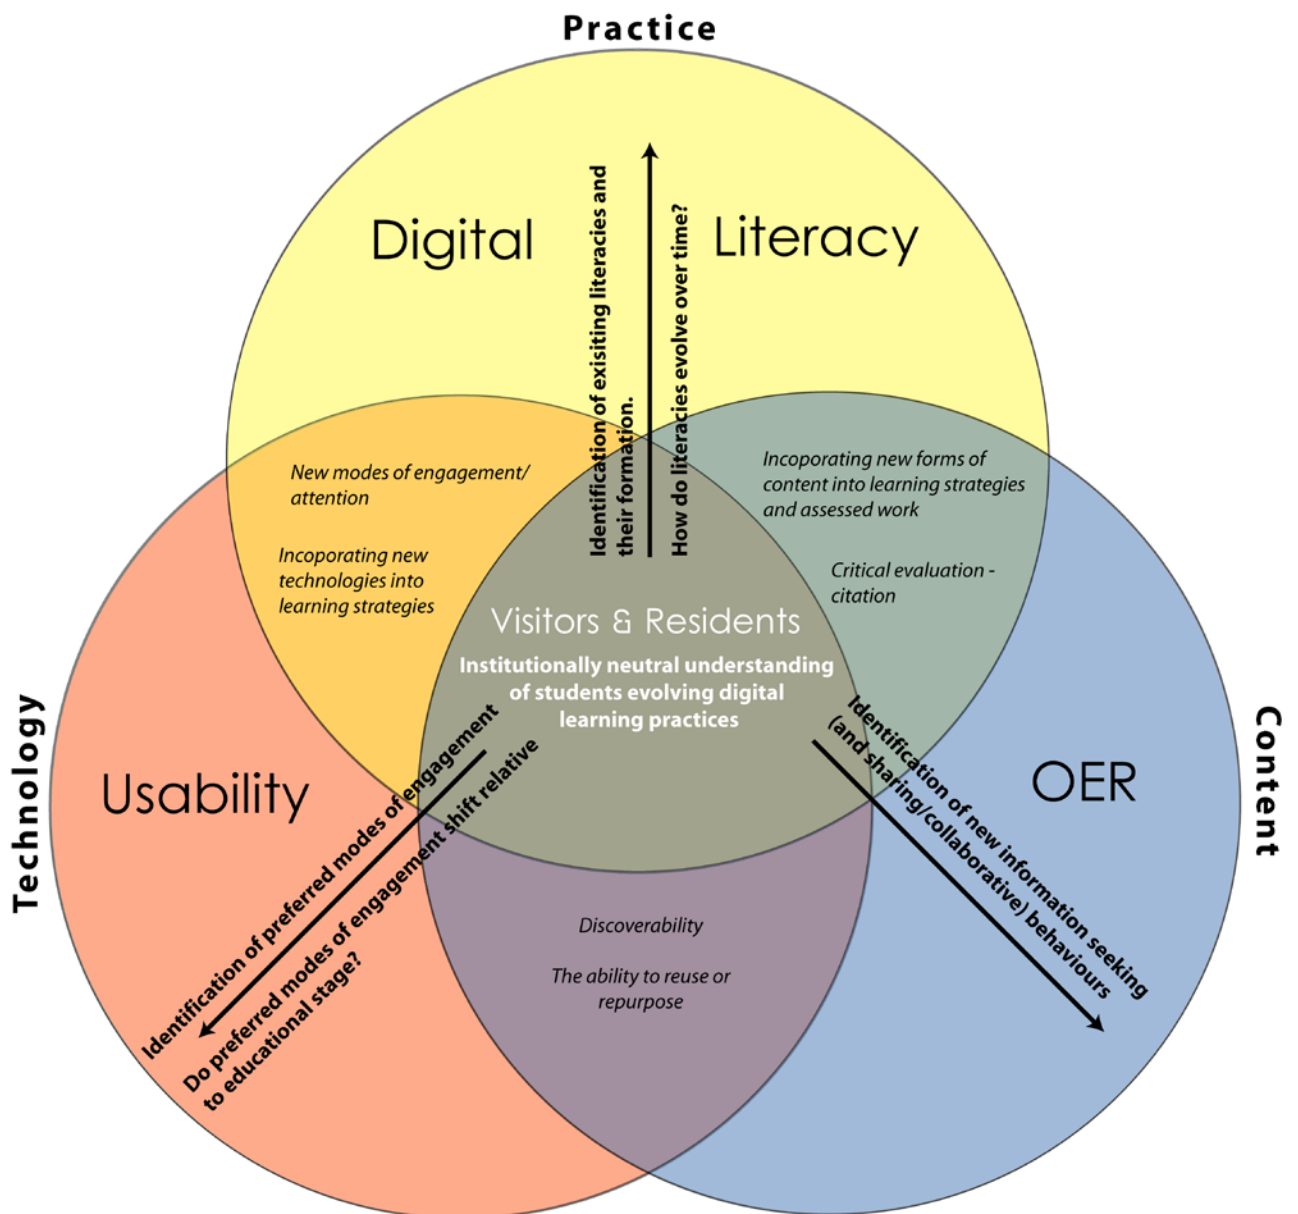 Practice
Digital
Literacy
Identification of exisiting literacies and
their formation.
How do literacies evolve over time?
New modes of engagement/
attention
Incoporating new
technologies into
learning strategies
Incoporating new forms of
content into learning strategies
and assessed work
Critical evaluation -
citation
Visitors & Residents
Institutionally neutral understanding
of students evolving digital
learning practices
Technology
Usability
Identification of preferred modes of engagement
Do preferred modes of engagement shift relative
to educational stage?
OER
Content
Identification of new information seeking
(and sharing/collaborative) behaviours
Discoverability
The ability to reuse or
repurpose